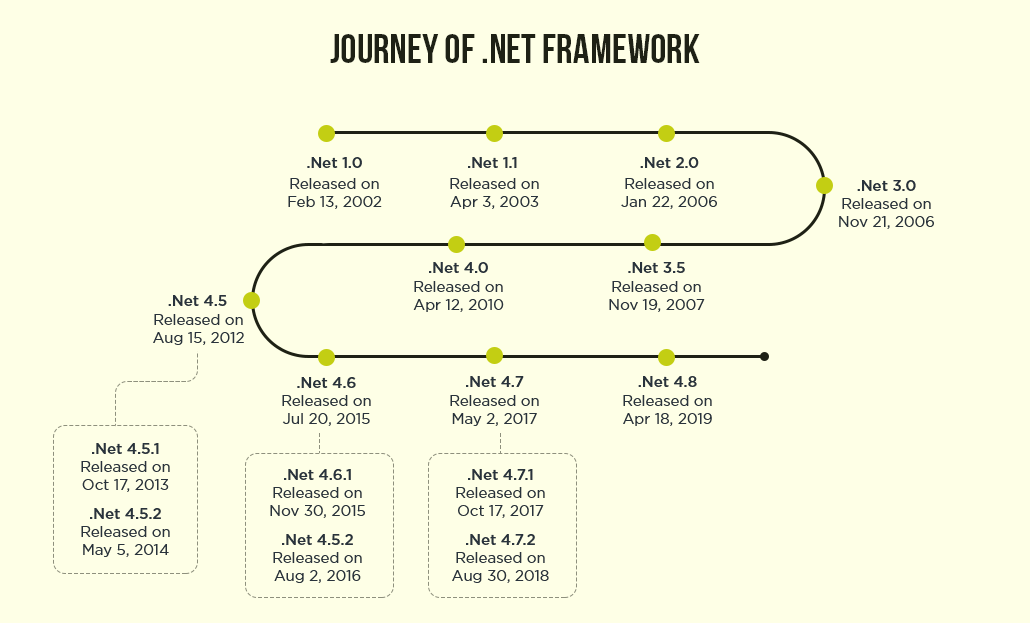 JOURNEY OF .NET FRAMEWORK
.Net 1.0
Released on
Feb 13, 2002
.Net 1.1
Released on
Apr 3, 2003
.Net 2.0
Released on
Jan 22, 2006
.Net 3.0
Released on
Nov 21, 2006
.Net 3.5
Released on
Nov 19, 2007
.Net 4.0
Released on
Apr 12, 2010
.Net 4.5
Released on
Aug 15, 2012
.Net 4.5.1
Released on
Oct 17, 2013
.Net 4.5.2
Released on
May 5, 2014
.Net 4.6
Released on
Jul 20, 2015
.Net 4.6.1
Released on
Nov 30, 2015
.Net 4.5.2
Released on
Aug 2, 2016
.Net 4.7
Released on
May 2, 2017
.Net 4.7.1
Released on
Oct 17, 2017
.Net 4.7.2
Released on
Aug 30, 2018
.Net 4.8
Released on
Apr 18, 2019